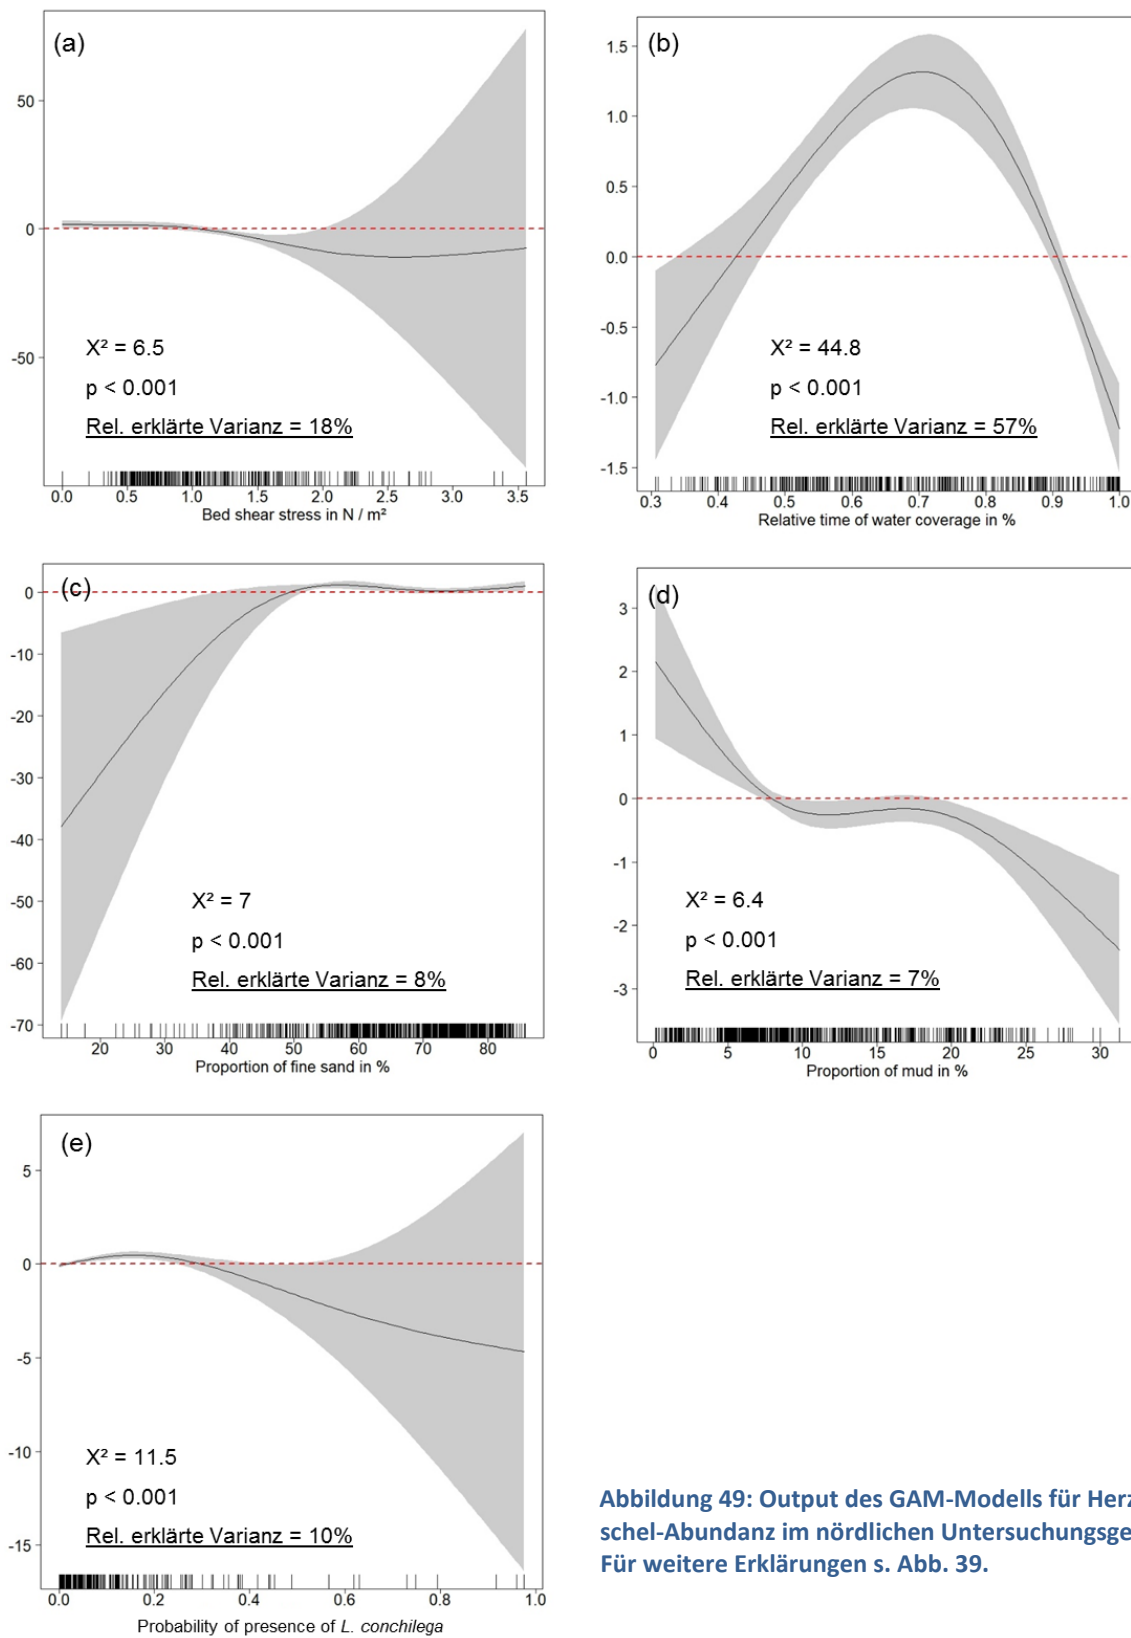 (a)
50
0
-50
X² = 6.5
p < 0.001
Rel. erklärte Varianz = 18%
0.0 0.5 1.0 1.5 2.0 2.5 3.0 3.5
Bed shear stress in N / m²
(b)
1.5
1.0
0.5
0.0
-0.5
-1.0
-1.5
X² = 44.8
p < 0.001
Rel. erklärte Varianz = 57%
0.3 0.4 0.5 0.6 0.7 0.8 0.9 1.0
Relative time of water coverage in %
(c)
0
-10
-20
-30
-40
-50
-60
-70
X² = 7
p < 0.001
Rel. erklärte Varianz = 8%
20 30 40 50 60 70 80
Proportion of fine sand in %
(d)
3
2
1
0
-1
-2
-3
X² = 6.4
p < 0.001
Rel. erklärte Varianz = 7%
0 5 10 15 20 25 30
Proportion of mud in %
(e)
5
0
-5
-10
-15
X² = 11.5
p < 0.001
Rel. erklärte Varianz = 10%
0.0 0.2 0.4 0.6 0.8 1.0
Probability of presence of L. conchilega
Abbildung 49: Output des GAM-Modells für Herz
schel-Abundanz im nördlichen Untersuchungsge
Für weitere Erklärungen s. Abb. 39.